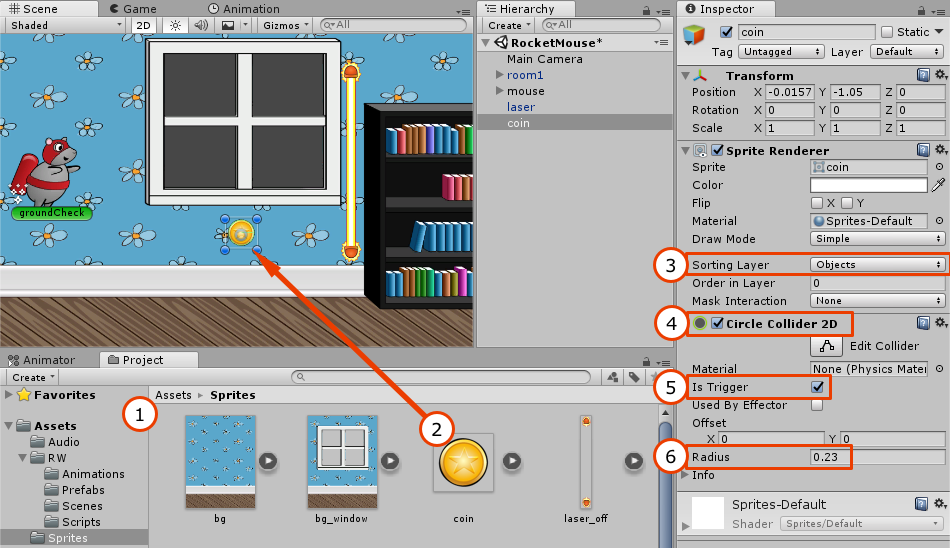 Scene
Game
Animation
Shaded
2D
Gizmos
All
groundCheck
Hierarchy
Create
All
RocketMouse*
Main Camera
room1
mouse
laser
coin
Inspector
coin
Static
Tag Untagged Layer Default
Transform
Position X -0.0157 Y -1.05 Z 0
Rotation X 0 Y 0 Z 0
Scale X 1 Y 1 Z 1
Sprite Renderer
Sprite coin
Color
Flip X Y
Material Sprites-Default
Draw Mode Simple
3 Sorting Layer Objects
Order in Layer 0
Mask Interaction None
4 Circle Collider 2D
Edit Collider
Material None (Physics Mater
5 Is Trigger
Used By Effector
Offset
X 0 Y 0
6 Radius 0.23
Info
Sprites-Default
Shader Sprites/Default
Animator
Project
Create
Favorites
Assets
Audio
RW
Animations
Prefabs
Scenes
Scripts
Sprites
1
Assets Sprites
2
bg
bg_window
coin
laser_off